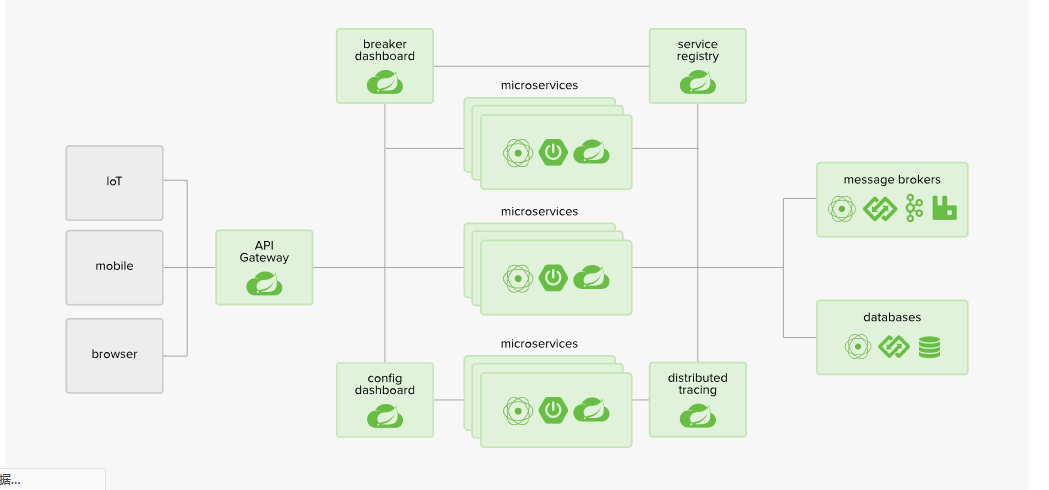 breaker
dashboard
service
registry
microservices
IoT
mobile
browser
API
Gateway
microservices
message brokers
databases
microservices
config
dashboard
distributed
tracing
据...